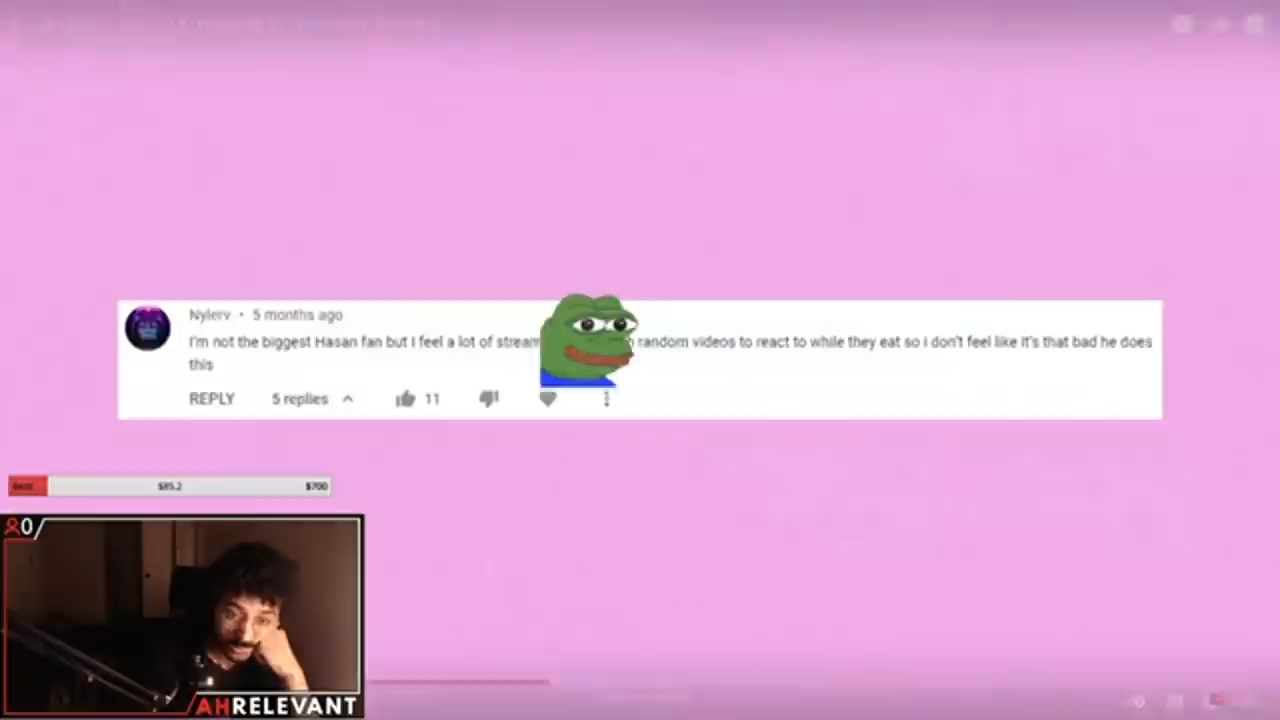 Nylerv • 5 months ago
I'm not the biggest Hasan fan but I feel a lot of stream random videos to react to while they eat so i don't feel like it's that bad he does
this
REPLY 5 replies 11
$85.2 $700
0
AHRELEVANT